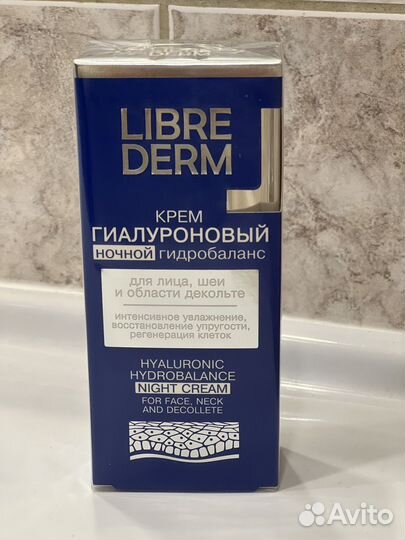 LIBRE
DERM
КРЕМ
ГИАЛУРОНОВЫЙ
НОЧНОЙ гидробаланс
для лица, шеи
и области декольте
интенсивное увлажнение,
восстановление упругости,
регенерация клеток
HYALURONIC
HYDROBALANCE
NIGHT CREAM
FOR FACE, NECK
AND DECOLLETE
Avito